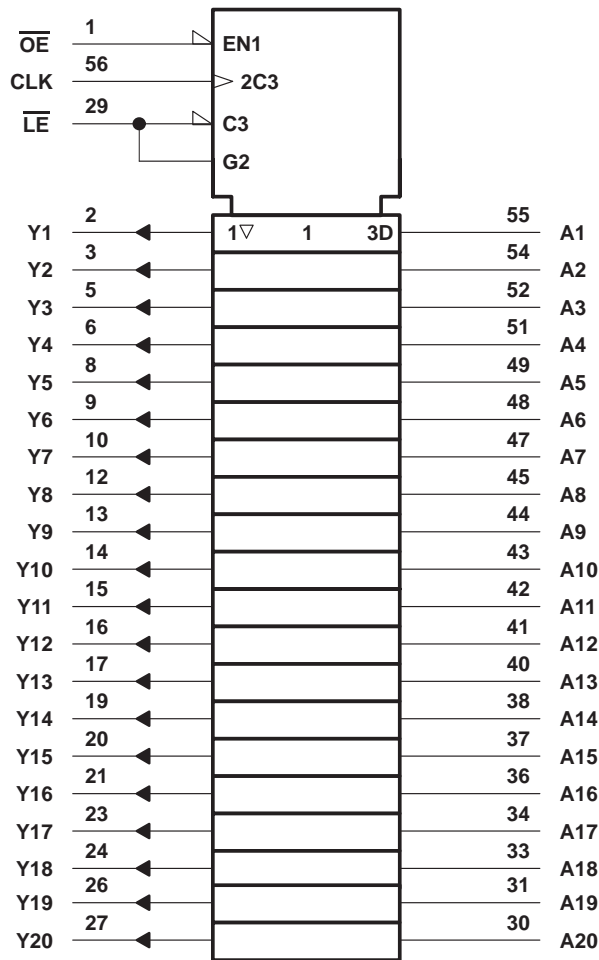 OE 1 EN1
CLK 56 2C3
LE 29 C3
G2
Y1 2 1▽ 1 3D 55 A1
Y2 3 54 A2
Y3 5 52 A3
Y4 6 51 A4
Y5 8 49 A5
Y6 9 48 A6
Y7 10 47 A7
Y8 12 45 A8
Y9 13 44 A9
Y10 14 43 A10
Y11 15 42 A11
Y12 16 41 A12
Y13 17 40 A13
Y14 19 38 A14
Y15 20 37 A15
Y16 21 36 A16
Y17 23 34 A17
Y18 24 33 A18
Y19 26 31 A19
Y20 27 30 A20